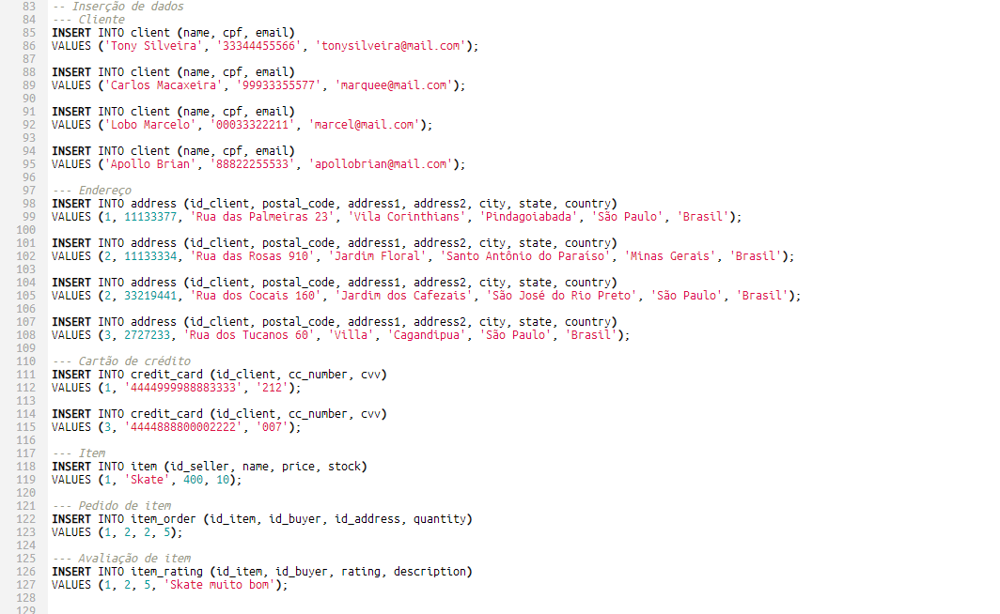 83 -- Inserção de dados
84 --- Cliente
85 INSERT INTO client (name, cpf, email)
86 VALUES ('Tony Silveira', '33344455566', 'tonysilveira@mail.com');
87
88 INSERT INTO client (name, cpf, email)
89 VALUES ('Carlos Macaxeira', '99933355577', 'marquee@mail.com');
90
91 INSERT INTO client (name, cpf, email)
92 VALUES ('Lobo Marcelo', '00033322211', 'marcel@mail.com');
93
94 INSERT INTO client (name, cpf, email)
95 VALUES ('Apollo Brian', '88822255533', 'apollobrian@mail.com');
96
97 --- Endereço
98 INSERT INTO address (id_client, postal_code, address1, address2, city, state, country)
99 VALUES (1, 11133377, 'Rua das Palmeiras 23', 'Vila Corinthians', 'Pindagoiabada', 'São Paulo', 'Brasil');
100
101 INSERT INTO address (id_client, postal_code, address1, address2, city, state, country)
102 VALUES (2, 11133334, 'Rua das Rosas 910', 'Jardim Floral', 'Santo Antônio do Paraíso', 'Minas Gerais', 'Brasil');
103
104 INSERT INTO address (id_client, postal_code, address1, address2, city, state, country)
105 VALUES (2, 33219441, 'Rua dos Cocais 160', 'Jardim dos Cafezais', 'São José do Rio Preto', 'São Paulo', 'Brasil');
106
107 INSERT INTO address (id_client, postal_code, address1, address2, city, state, country)
108 VALUES (3, 2727233, 'Rua dos Tucanos 60', 'Villa', 'Cagandipua', 'São Paulo', 'Brasil');
109
110 --- Cartão de crédito
111 INSERT INTO credit_card (id_client, cc_number, cvv)
112 VALUES (1, '4444999988883333', '212');
113
114 INSERT INTO credit_card (id_client, cc_number, cvv)
115 VALUES (3, '4444888800002222', '007');
116
117 --- Item
118 INSERT INTO item (id_seller, name, price, stock)
119 VALUES (1, 'Skate', 400, 10);
120
121 --- Pedido de item
122 INSERT INTO item_order (id_item, id_buyer, id_address, quantity)
123 VALUES (1, 2, 2, 5);
124
125 --- Avaliação de item
126 INSERT INTO item_rating (id_item, id_buyer, rating, description)
127 VALUES (1, 2, 5, 'Skate muito bom');
128
129